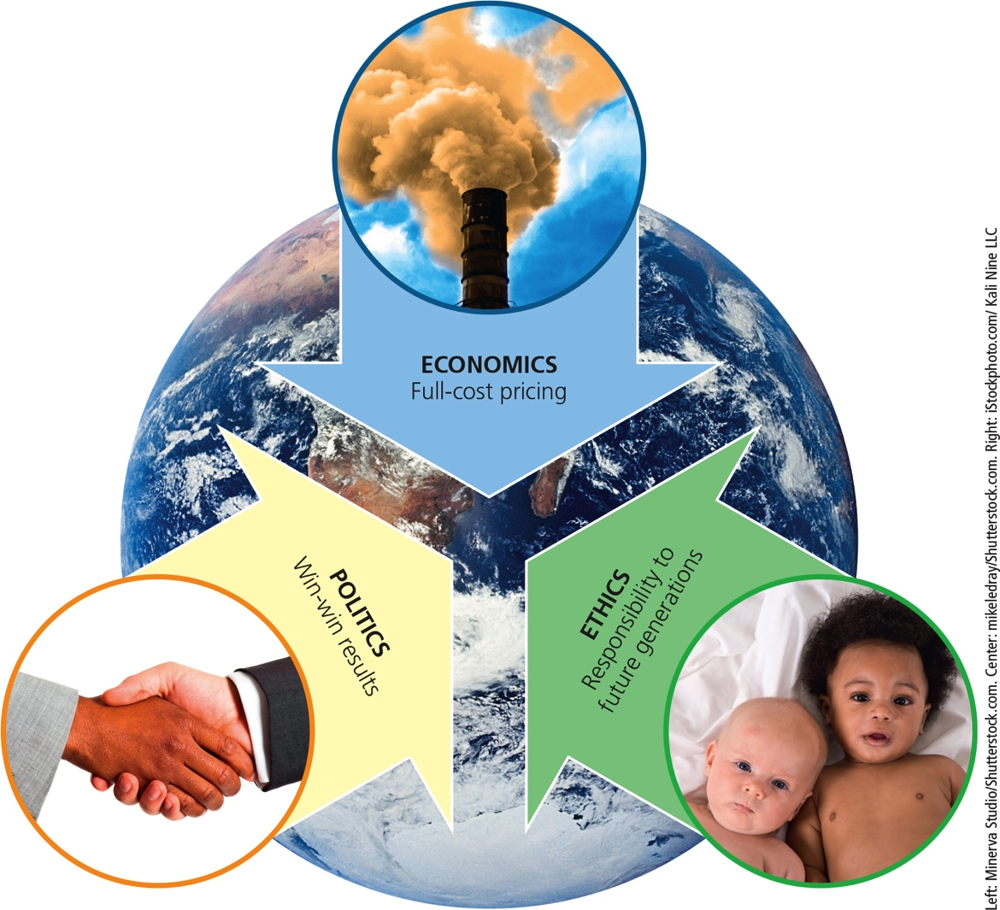 ECONOMICS
Full-cost pricing
POLITICS
Win-win results
ETHICS
Responsibility to
future generations
Left: Minerva Studio/Shutterstock.com. Center: mikeledray/Shutterstock.com. Right: iStockphoto.com/ Kali Nine LLC